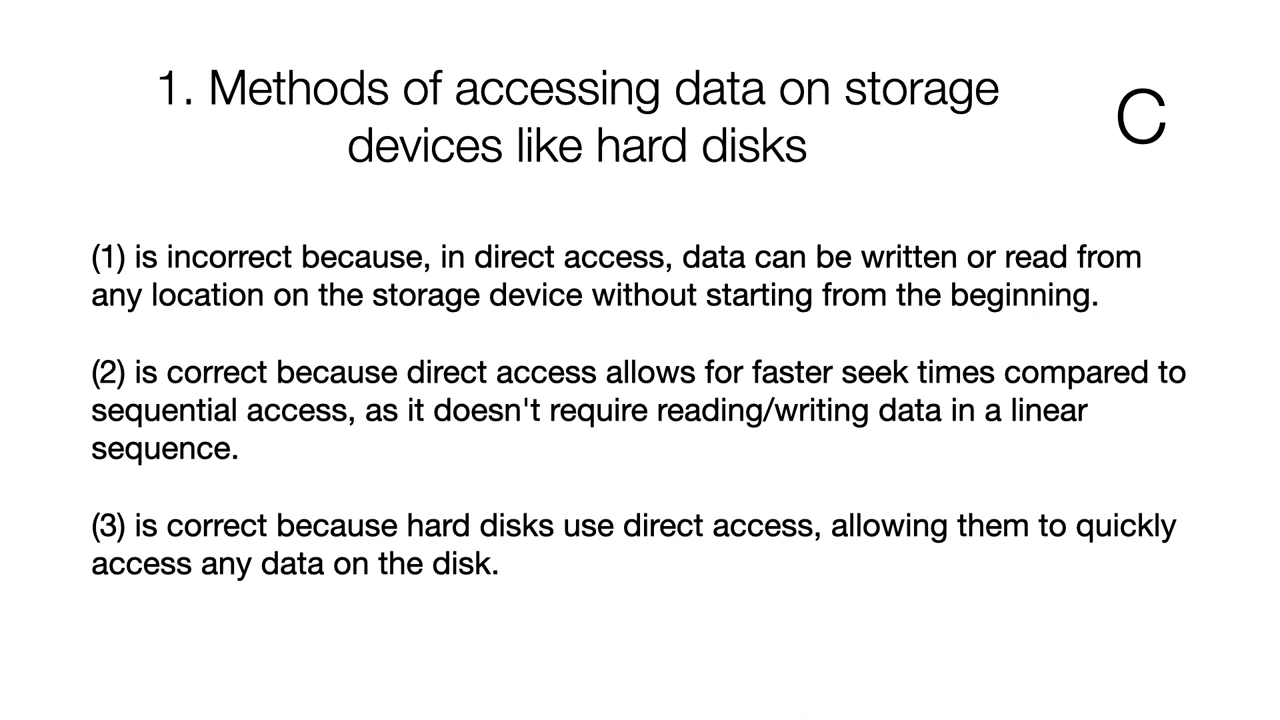 1. Methods of accessing data on storage
devices like hard disks
C
(1) is incorrect because, in direct access, data can be written or read from
any location on the storage device without starting from the beginning.
(2) is correct because direct access allows for faster seek times compared to
sequential access, as it doesn't require reading/writing data in a linear
sequence.
(3) is correct because hard disks use direct access, allowing them to quickly
access any data on the disk.